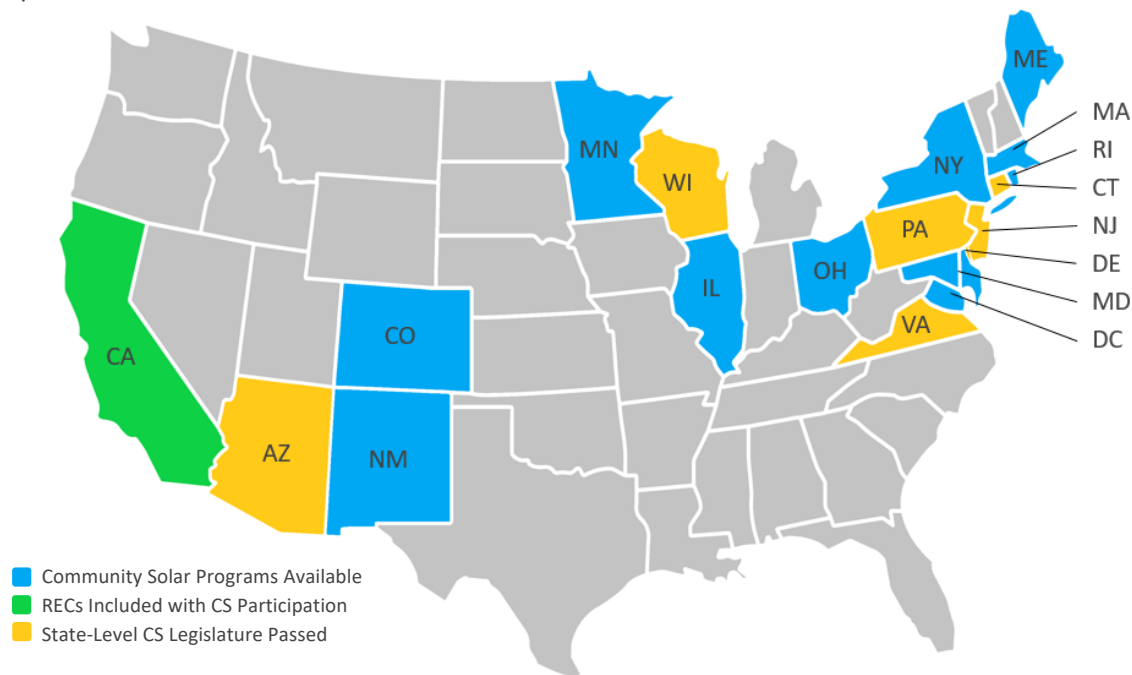 ME
MA
MN
RI
NY
WI
CT
NJ
PA
DE
OH
IL
MD
VA
CO
DC
CA
AZ
NM
Community Solar Programs Available
RECs Included with CS Participation
State-Level CS Legislature Passed